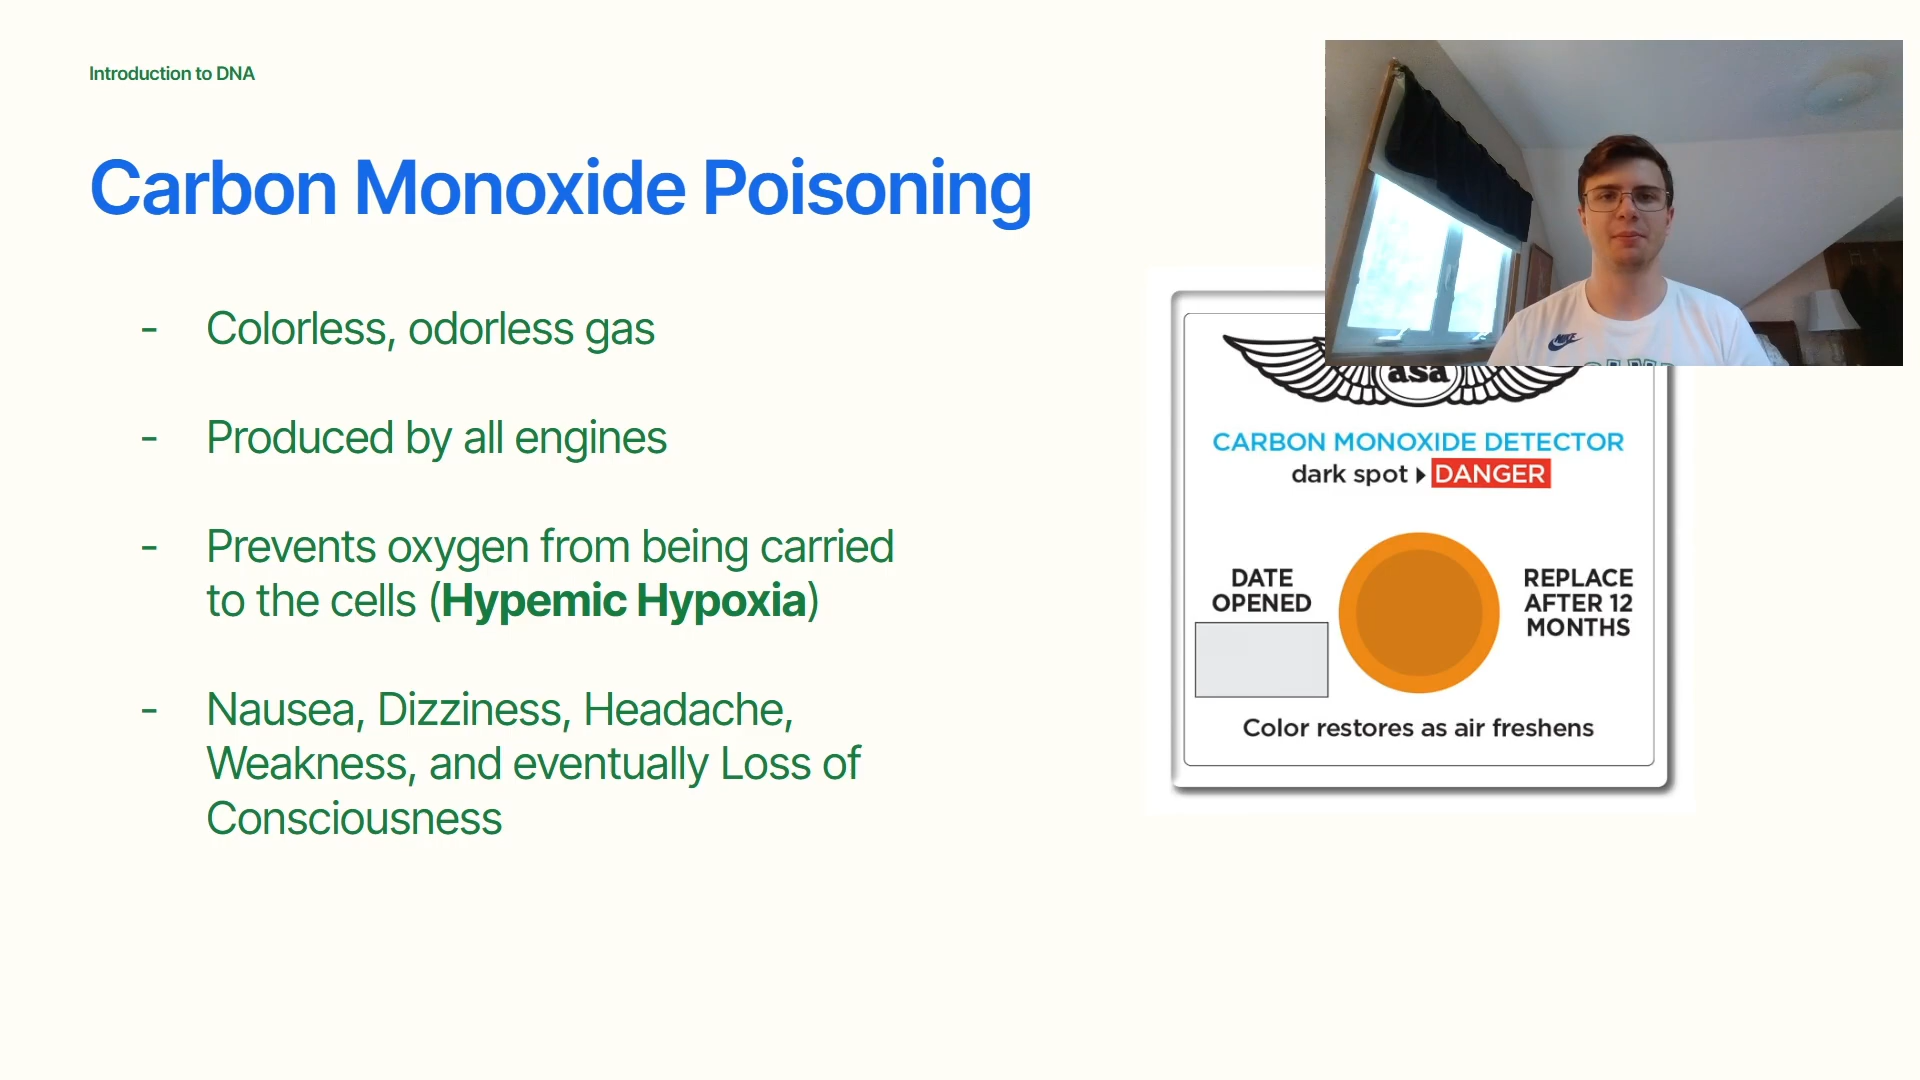 Introduction to DNA
Carbon Monoxide Poisoning
- Colorless, odorless gas
- Produced by all engines
- Prevents oxygen from being carried
to the cells (Hypemic Hypoxia)
- Nausea, Dizziness, Headache,
Weakness, and eventually Loss of
Consciousness
asa
CARBON MONOXIDE DETECTOR
dark spot DANGER
DATE
OPENED
REPLACE
AFTER 12
MONTHS
Color restores as air freshens
NIKE